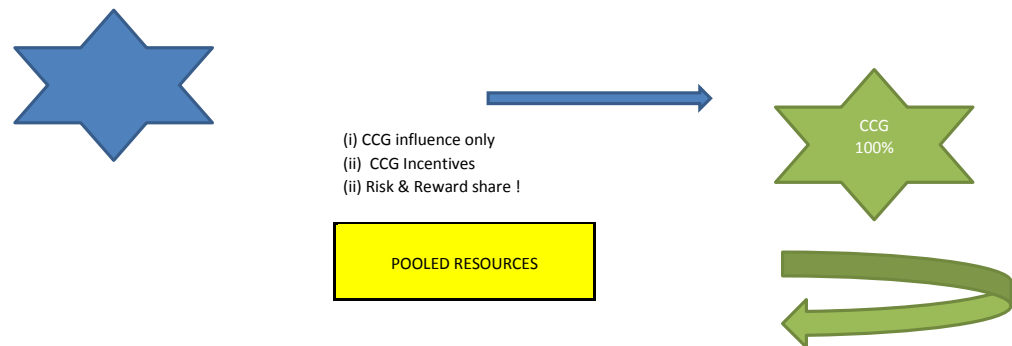 CCG
100%
(i) CCG influence only
(ii) CCG Incentives
(ii) Risk & Reward share !
POOLED RESOURCES